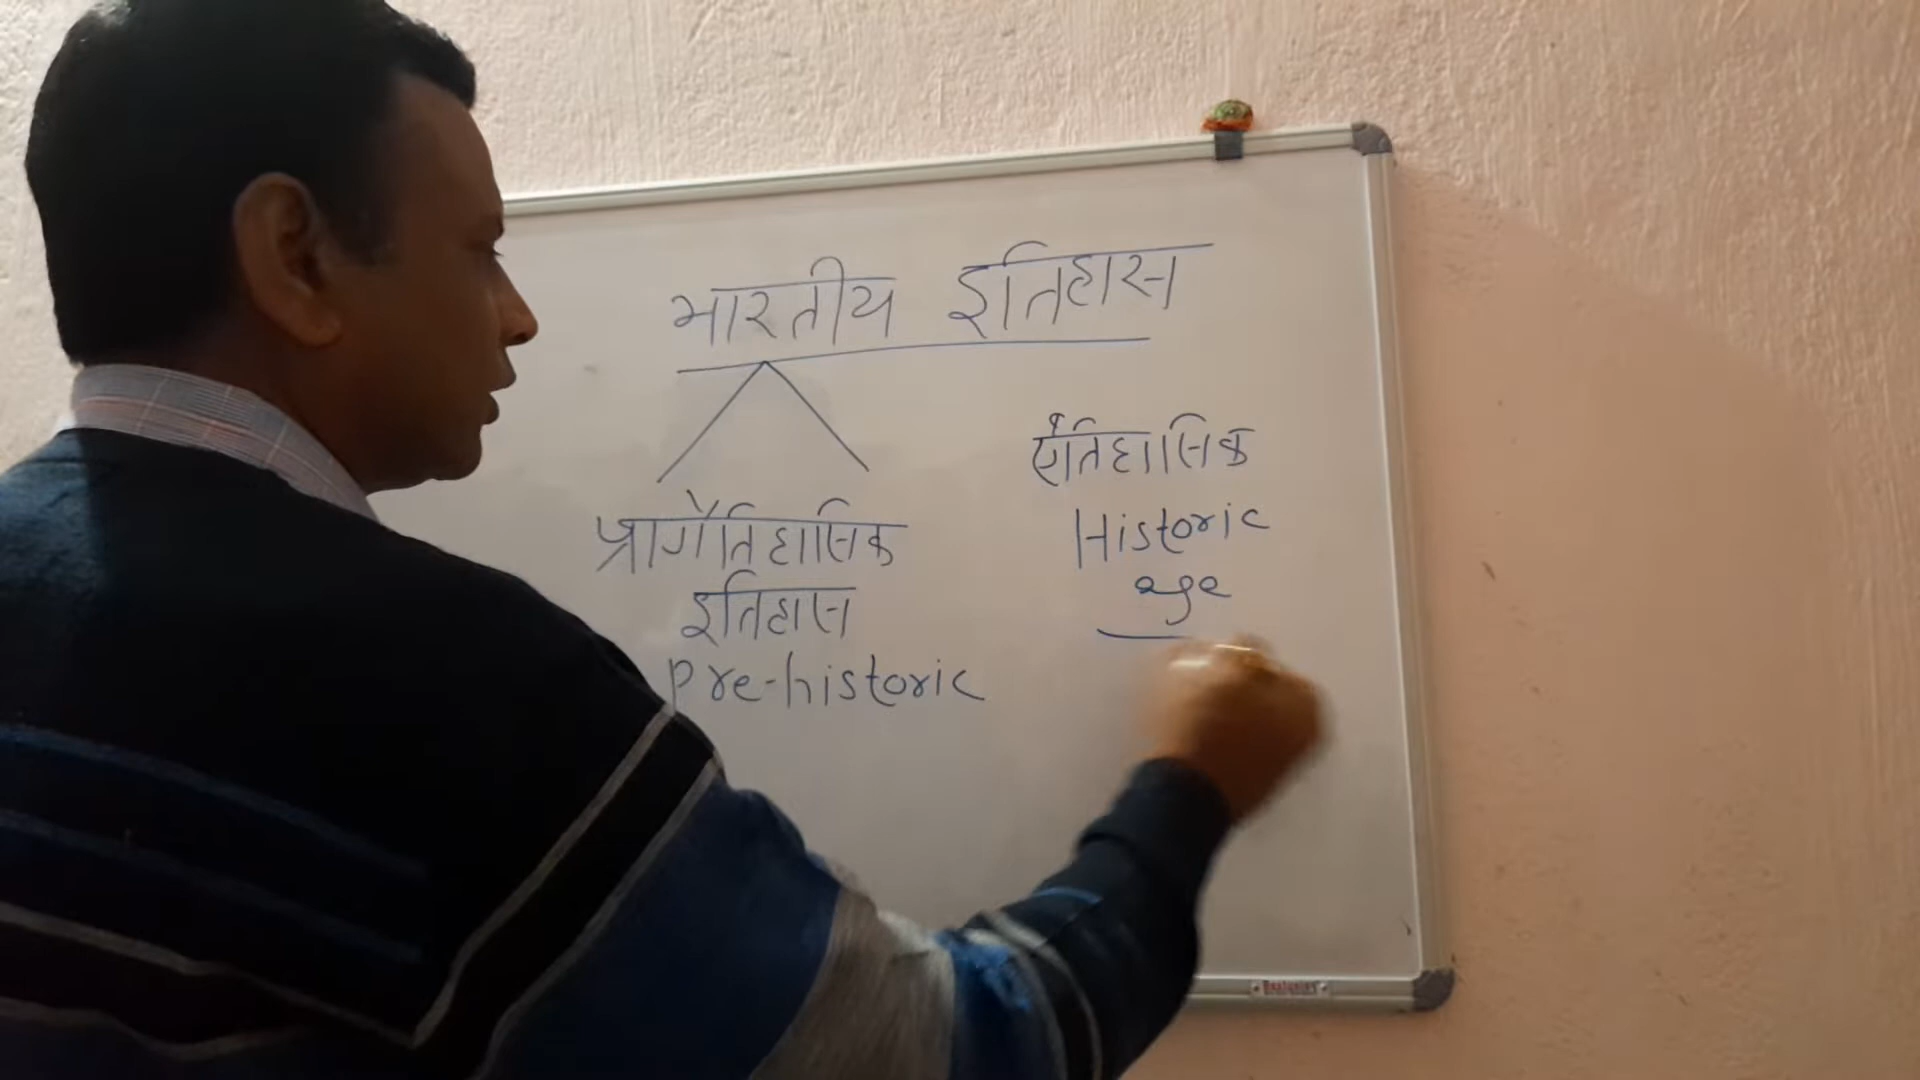 भारतीय इतिहास
प्रागैतिहासिक
इतिहास
Pre-historic
ऐतिहासिक
Historic
age